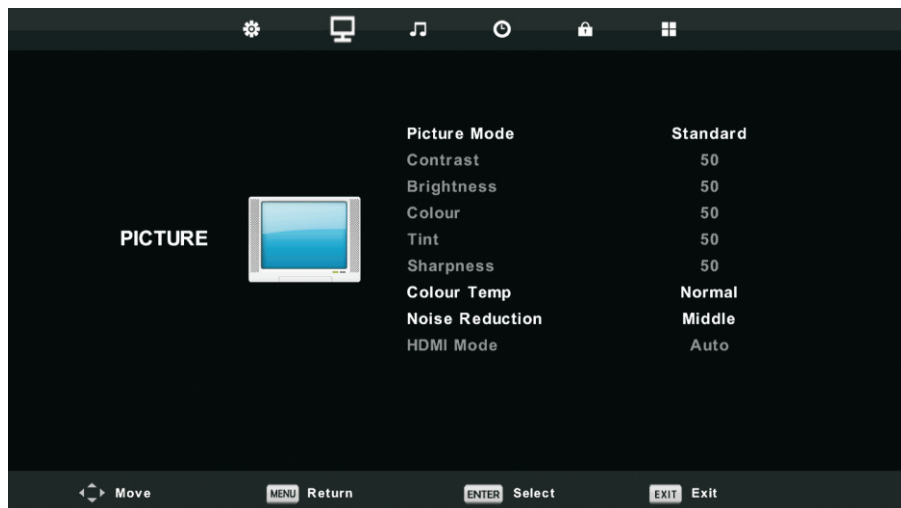 Picture Mode Standard
Contrast 50
Brightness 50
Colour 50
PICTURE
Tint 50
Sharpness 50
Colour Temp Normal
Noise Reduction Middle
HDMI Mode Auto
Move MENU Return ENTER Select EXIT Exit